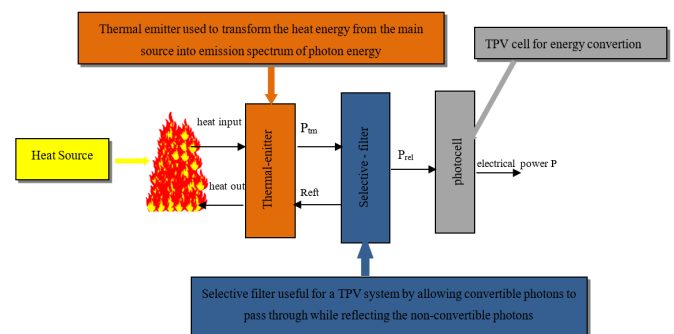 Thermal emitter used to transform the heat energy from the main
source into emission spectrum of photon energy
TPV cell for energy convertion
Heat Source
heat input
heat out
Thermal-enitter
Ptm
Reft
Selective - filter
Prel
photocell
electrical power P
Selective filter useful for a TPV system by allowing convertible photons to
pass through while reflecting the non-convertible photons